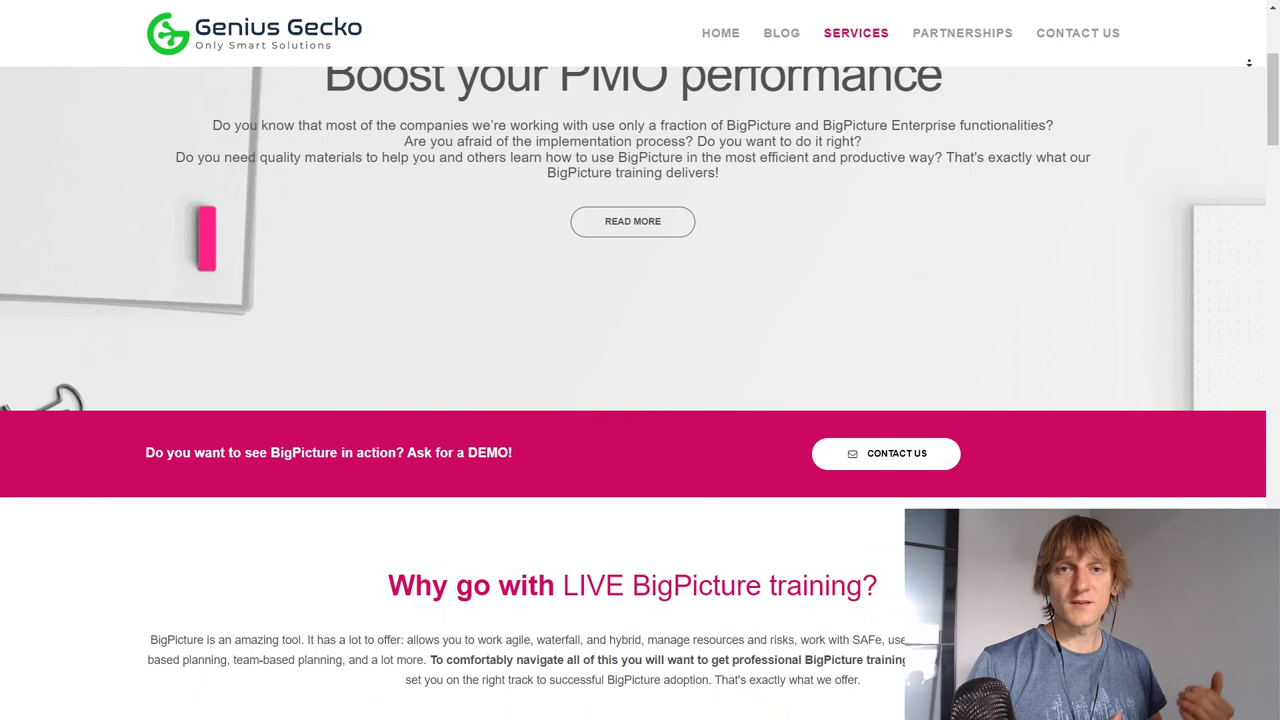 Genius Gecko
Only Smart Solutions
HOME
BLOG
SERVICES
PARTNERSHIPS
CONTACT US
Boost your PMO performance
Do you know that most of the companies we’re working with use only a fraction of BigPicture and BigPicture Enterprise functionalities?
Are you afraid of the implementation process? Do you want to do it right?
Do you need quality materials to help you and others learn how to use BigPicture in the most efficient and productive way? That's exactly what our
BigPicture training delivers!
READ MORE
Do you want to see BigPicture in action? Ask for a DEMO!
CONTACT US
Why go with LIVE BigPicture training?
BigPicture is an amazing tool. It has a lot to offer: allows you to work agile, waterfall, and hybrid, manage resources and risks, work with SAFe, use
based planning, team-based planning, and a lot more. To comfortably navigate all of this you will want to get professional BigPicture training
set you on the right track to successful BigPicture adoption. That's exactly what we offer.